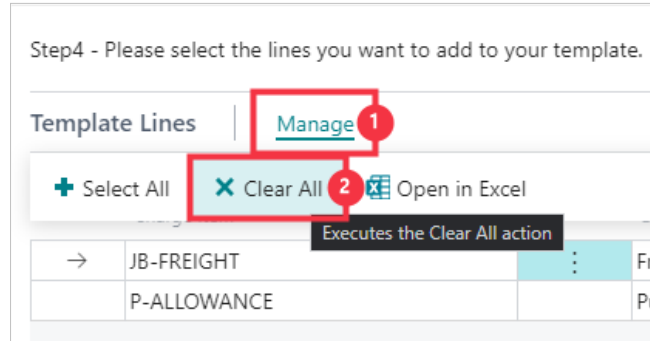 Step4 - Please select the lines you want to add to your template.
Template Lines Manage 1
Select All Clear All 2 Open in Excel
Executes the Clear All action
JB-FREIGHT
P-ALLOWANCE